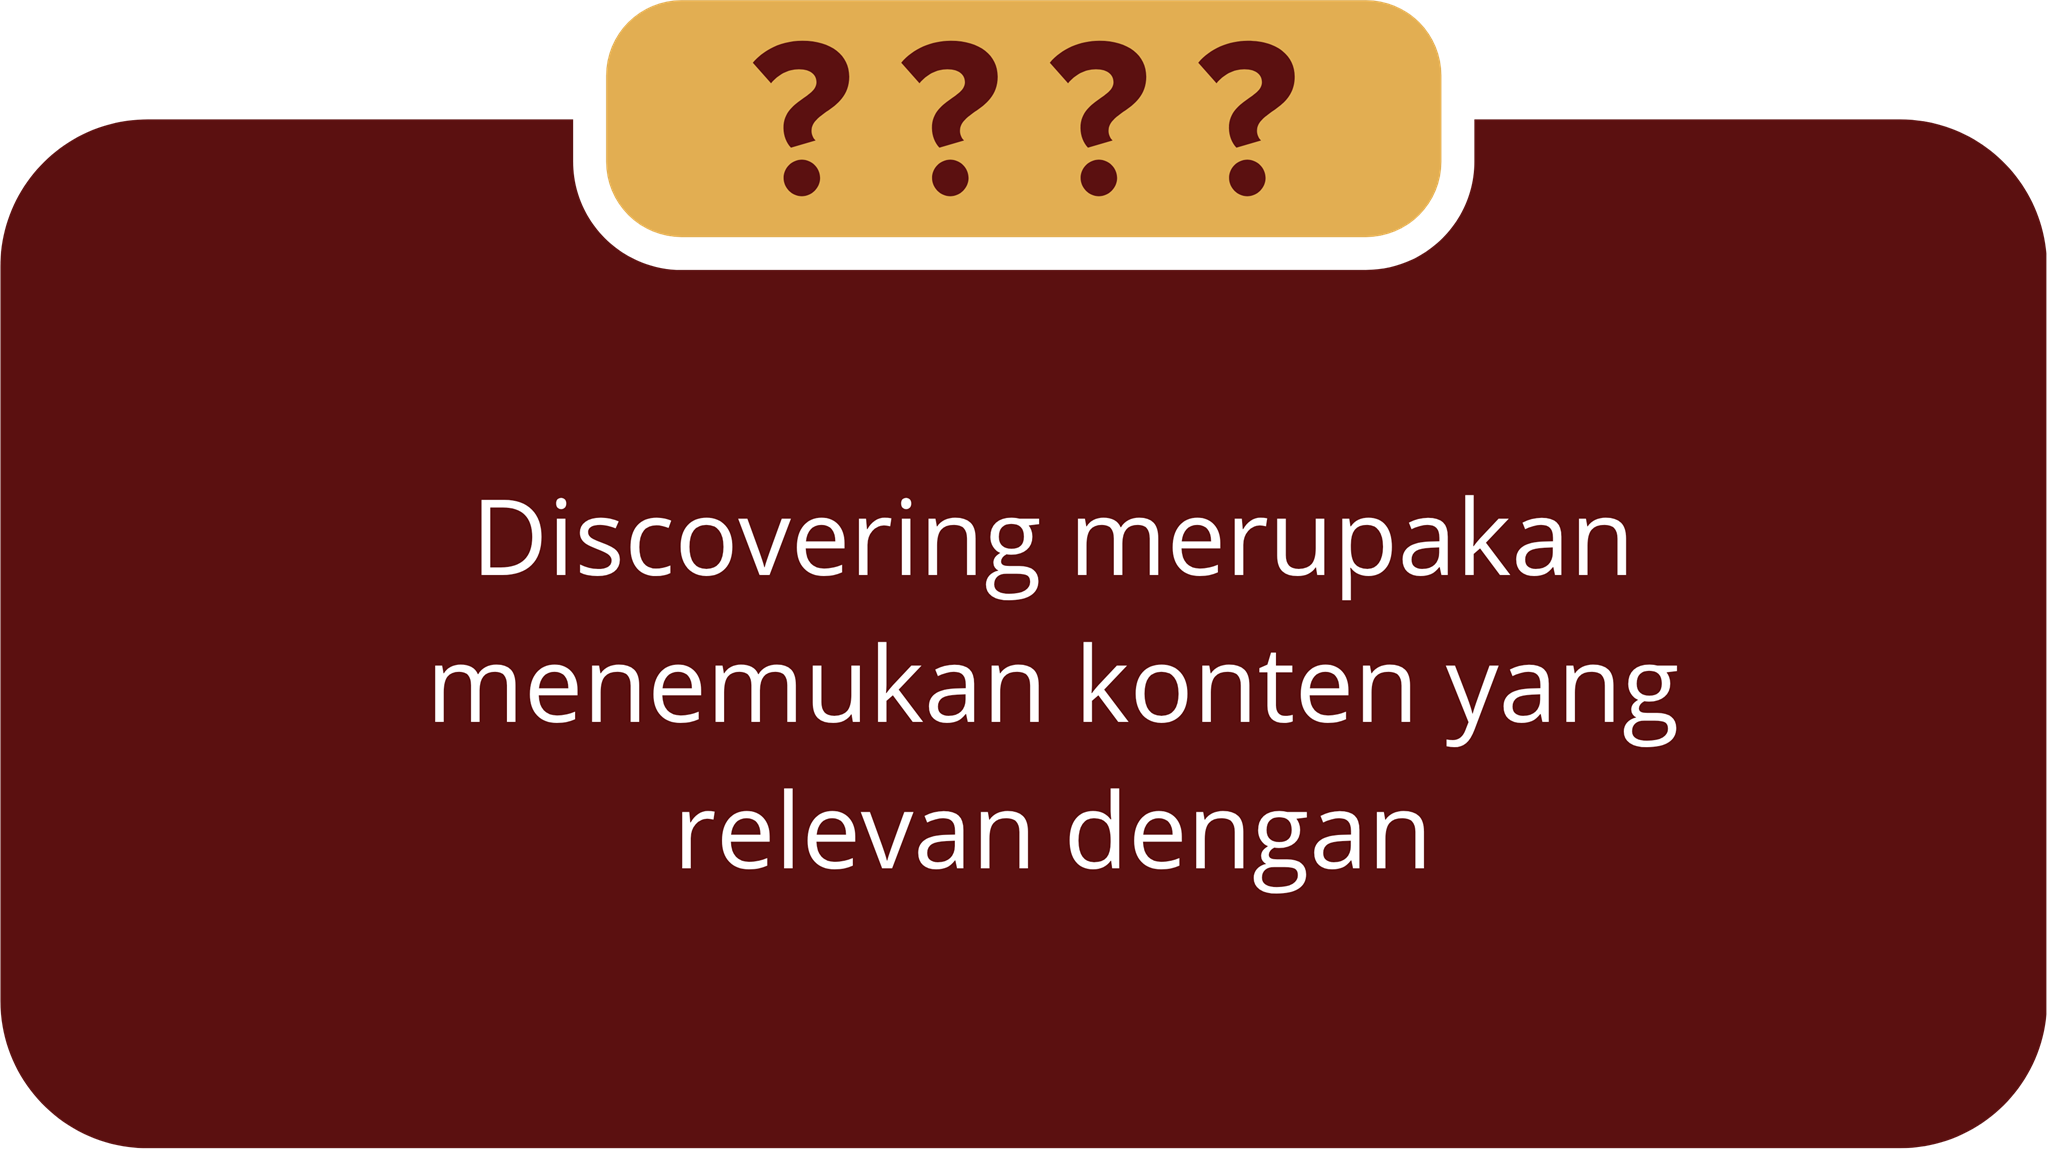 ? ? ? ?
Discovering merupakan
menemukan konten yang
relevan dengan